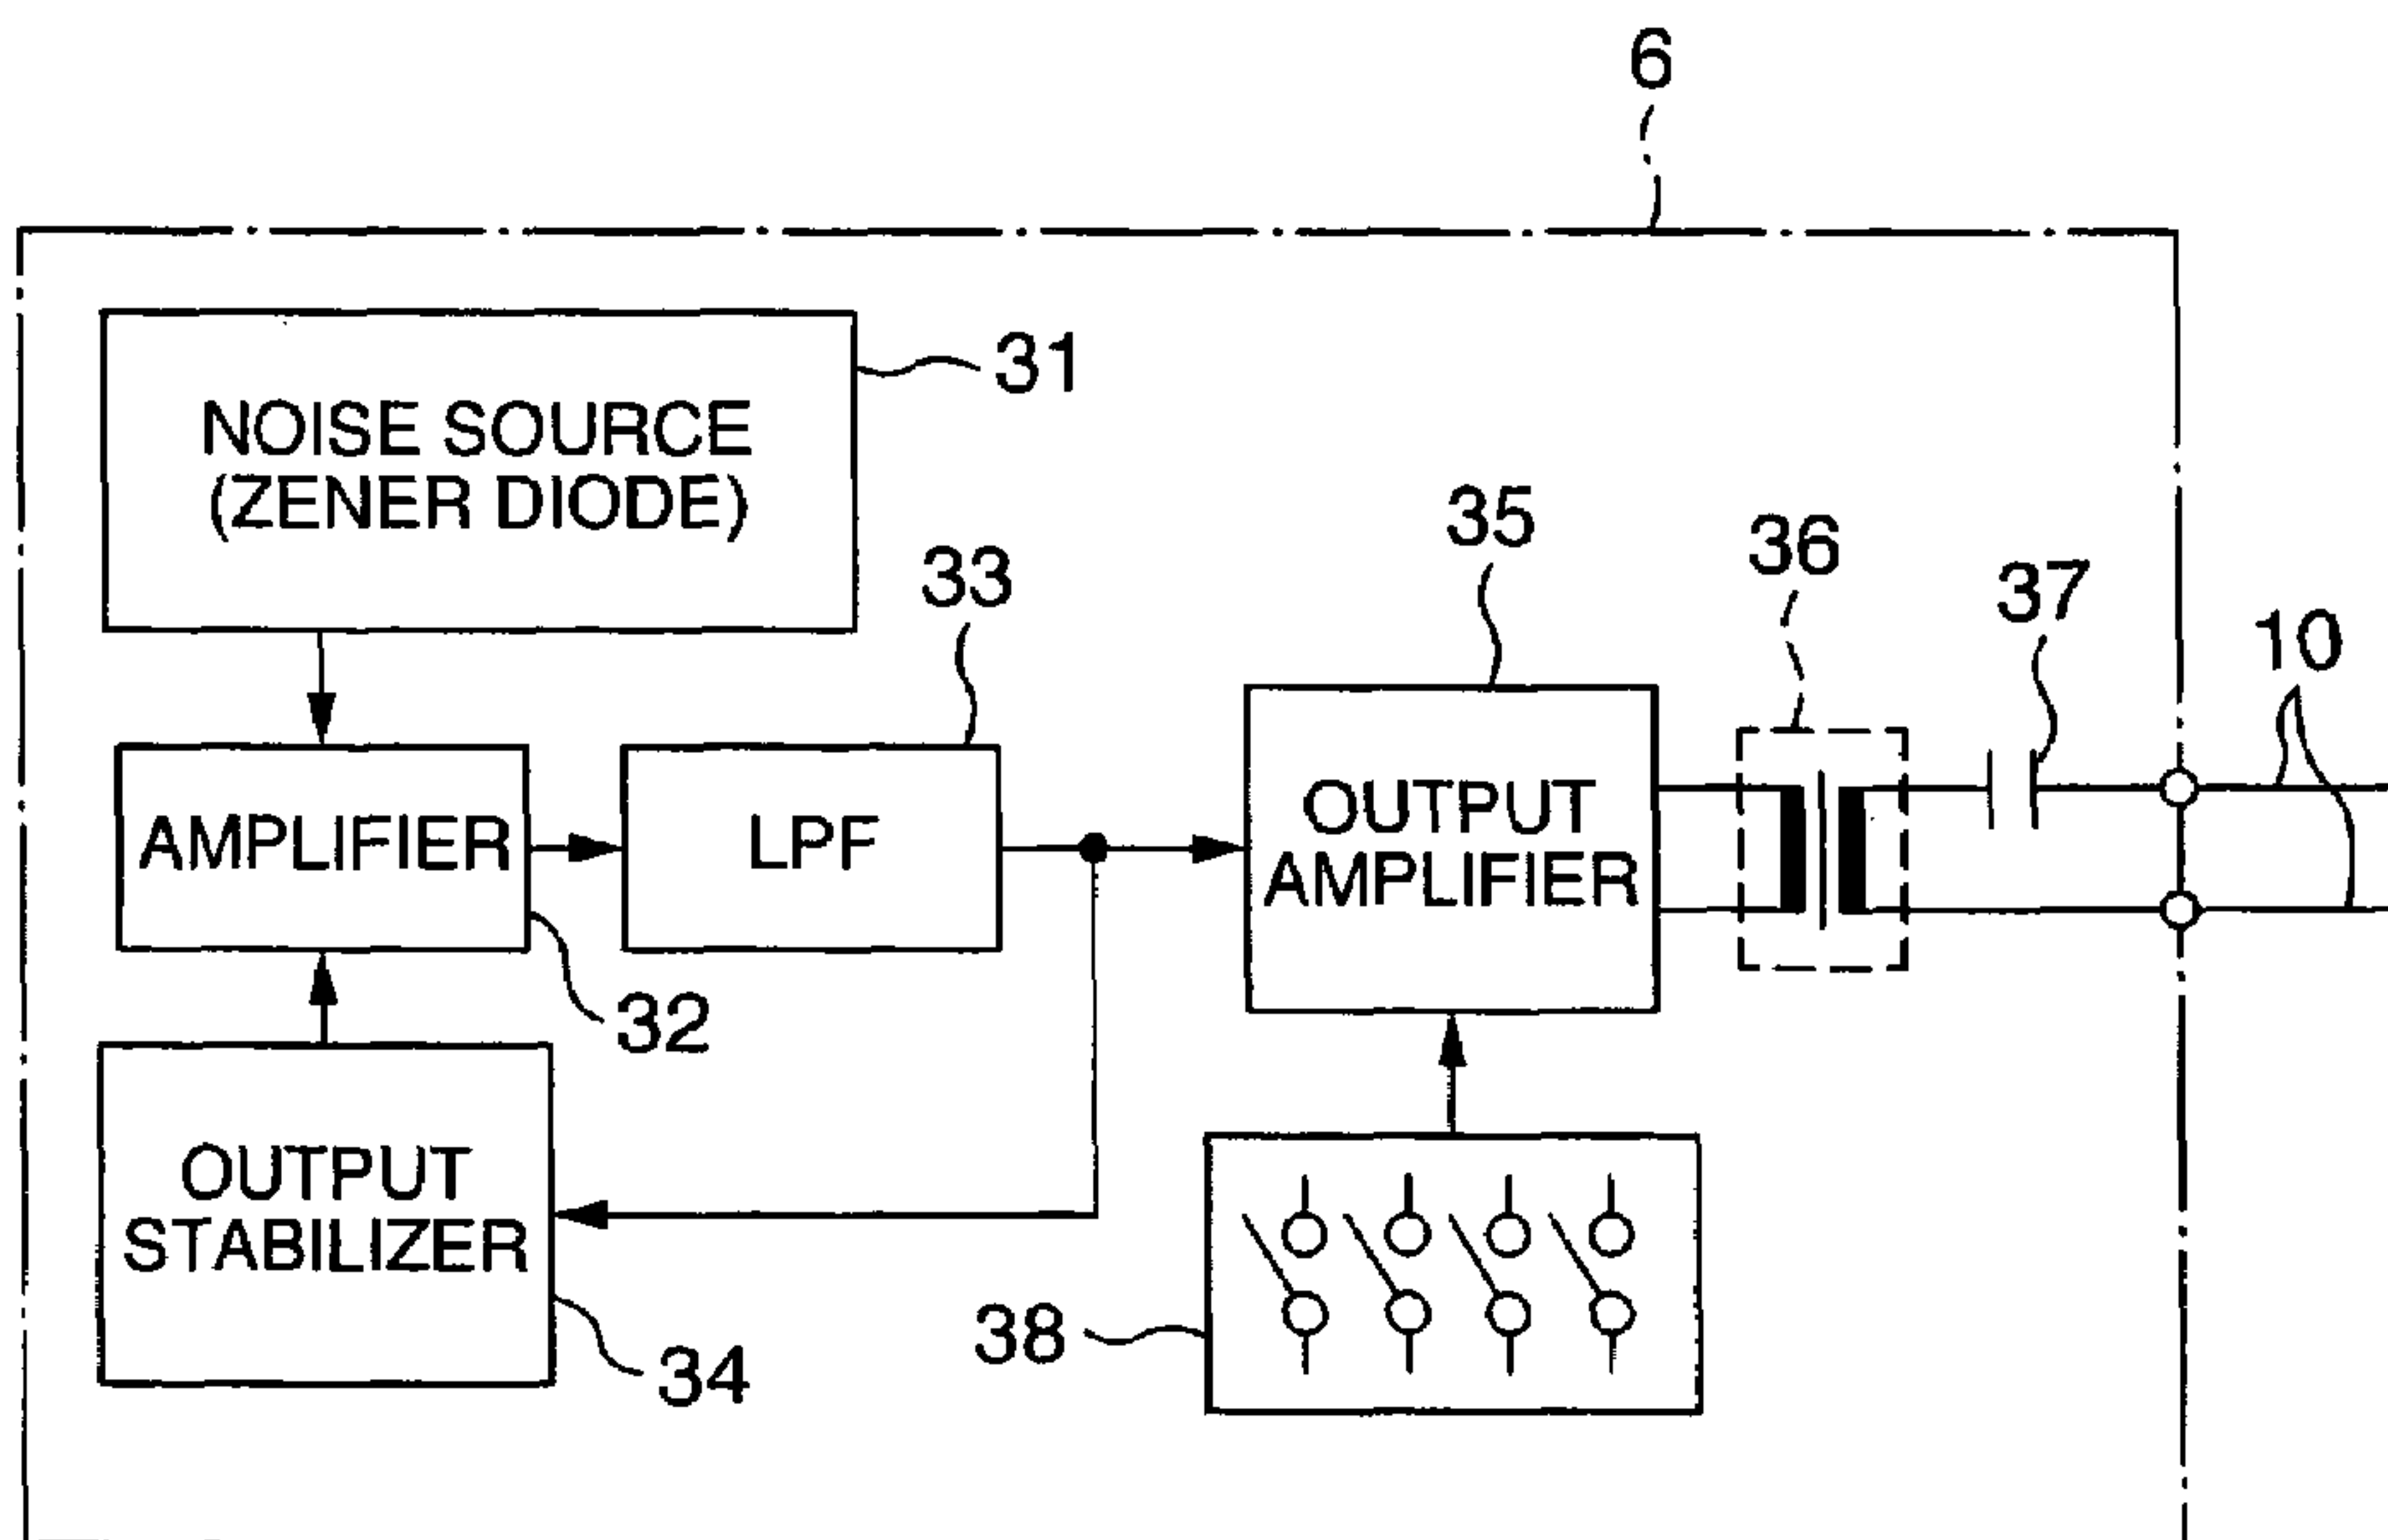 6
31
NOISE SOURCE
(ZENER DIODE)
33
35
36
37
10
AMPLIFIER
LPF
OUTPUT
AMPLIFIER
32
OUTPUT
STABILIZER
34
38